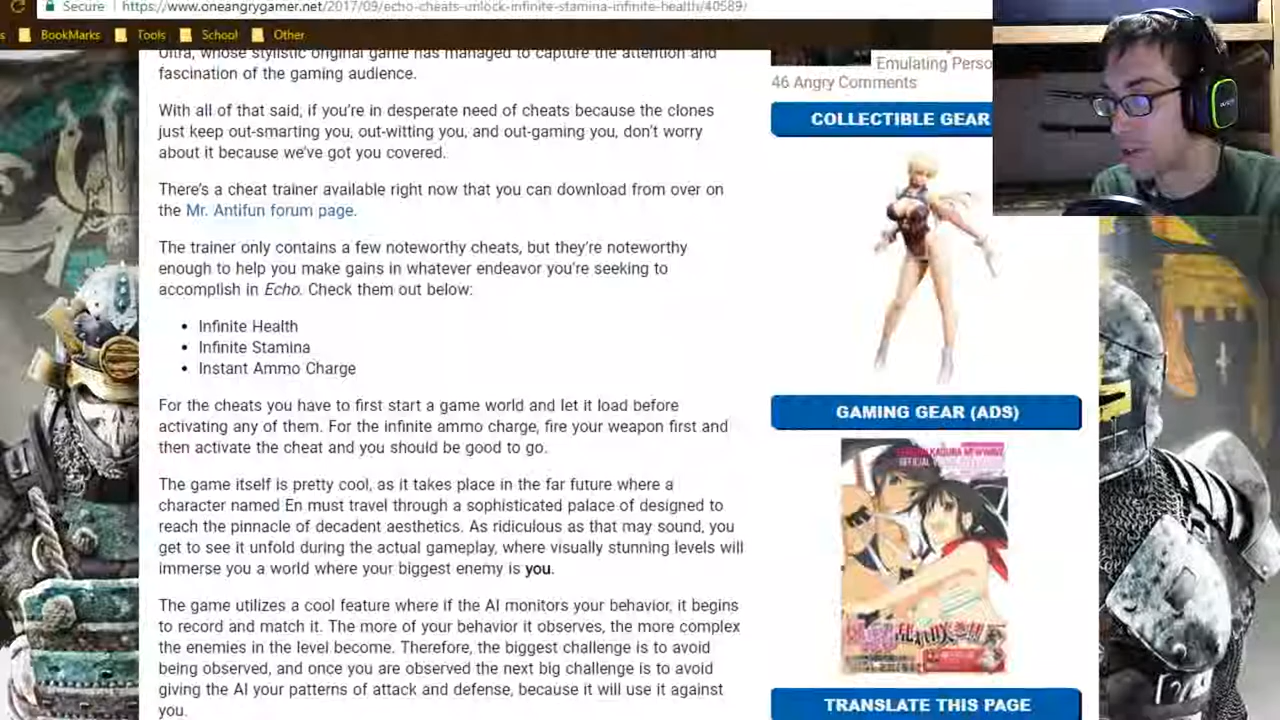 Secure https://www.oneangrygamer.net/2017/09/echo-cheats-unlock-infinite-stamina-infinite-health/40589/
BookMarks Tools School Other
Ultra, whose stylistic original game has managed to capture the attention and
fascination of the gaming audience.
With all of that said, if you're in desperate need of cheats because the clones
just keep out-smarting you, out-witting you, and out-gaming you, don't worry
about it because we've got you covered.
There's a cheat trainer available right now that you can download from over on
the Mr. Antifun forum page.
The trainer only contains a few noteworthy cheats, but they're noteworthy
enough to help you make gains in whatever endeavor you're seeking to
accomplish in Echo. Check them out below:
• Infinite Health
• Infinite Stamina
• Instant Ammo Charge
For the cheats you have to first start a game world and let it load before
activating any of them. For the infinite ammo charge, fire your weapon first and
then activate the cheat and you should be good to go.
The game itself is pretty cool, as it takes place in the far future where a
character named En must travel through a sophisticated palace of designed to
reach the pinnacle of decadent aesthetics. As ridiculous as that may sound, you
get to see it unfold during the actual gameplay, where visually stunning levels will
immerse you a world where your biggest enemy is you.
The game utilizes a cool feature where if the AI monitors your behavior, it begins
to record and match it. The more of your behavior it observes, the more complex
the enemies in the level become. Therefore, the biggest challenge is to avoid
being observed, and once you are observed the next big challenge is to avoid
giving the AI your patterns of attack and defense, because it will use it against
you.
Emulating Perso
46 Angry Comments
COLLECTIBLE GEAR
GAMING GEAR (ADS)
TRANSLATE THIS PAGE